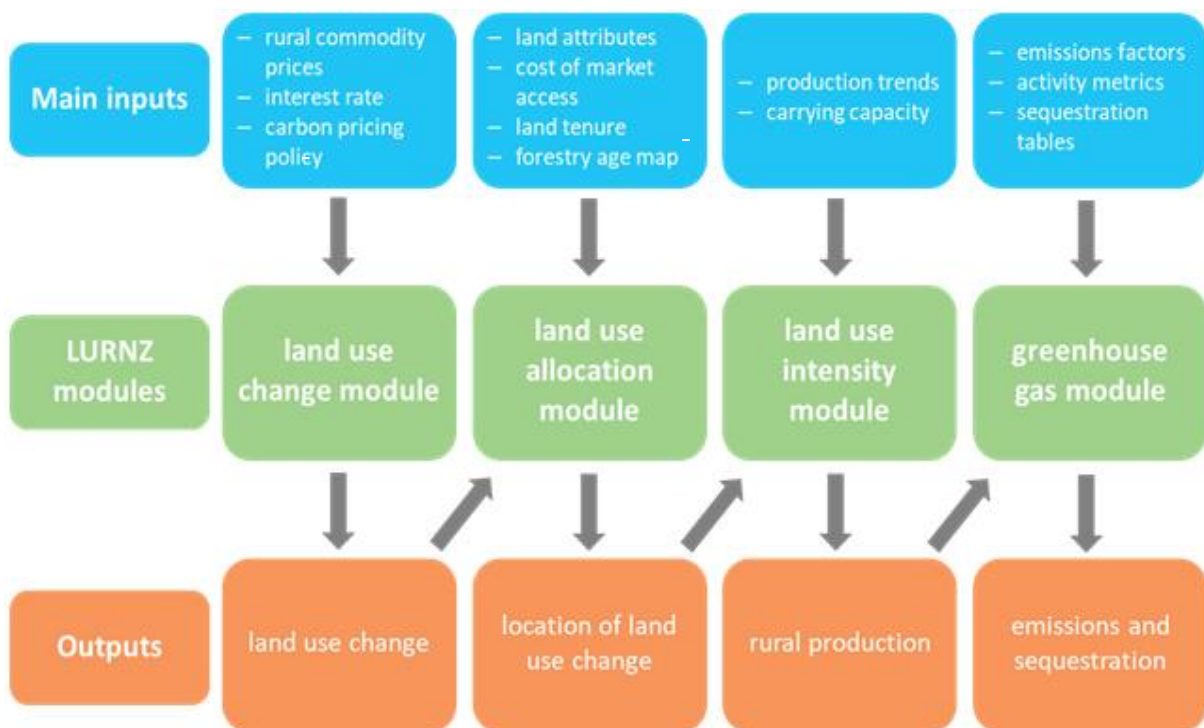 Main inputs
– rural commodity
prices
– interest rate
– carbon pricing
policy
– land attributes
– cost of market
access
– land tenure
– forestry age map
– production trends
– carrying capacity
– emissions factors
– activity metrics
– sequestration
tables
LURNZ
modules
land use
change module
land use
allocation
module
land use
intensity
module
greenhouse
gas module
Outputs
land use change
location of land
use change
rural production
emissions and
sequestration